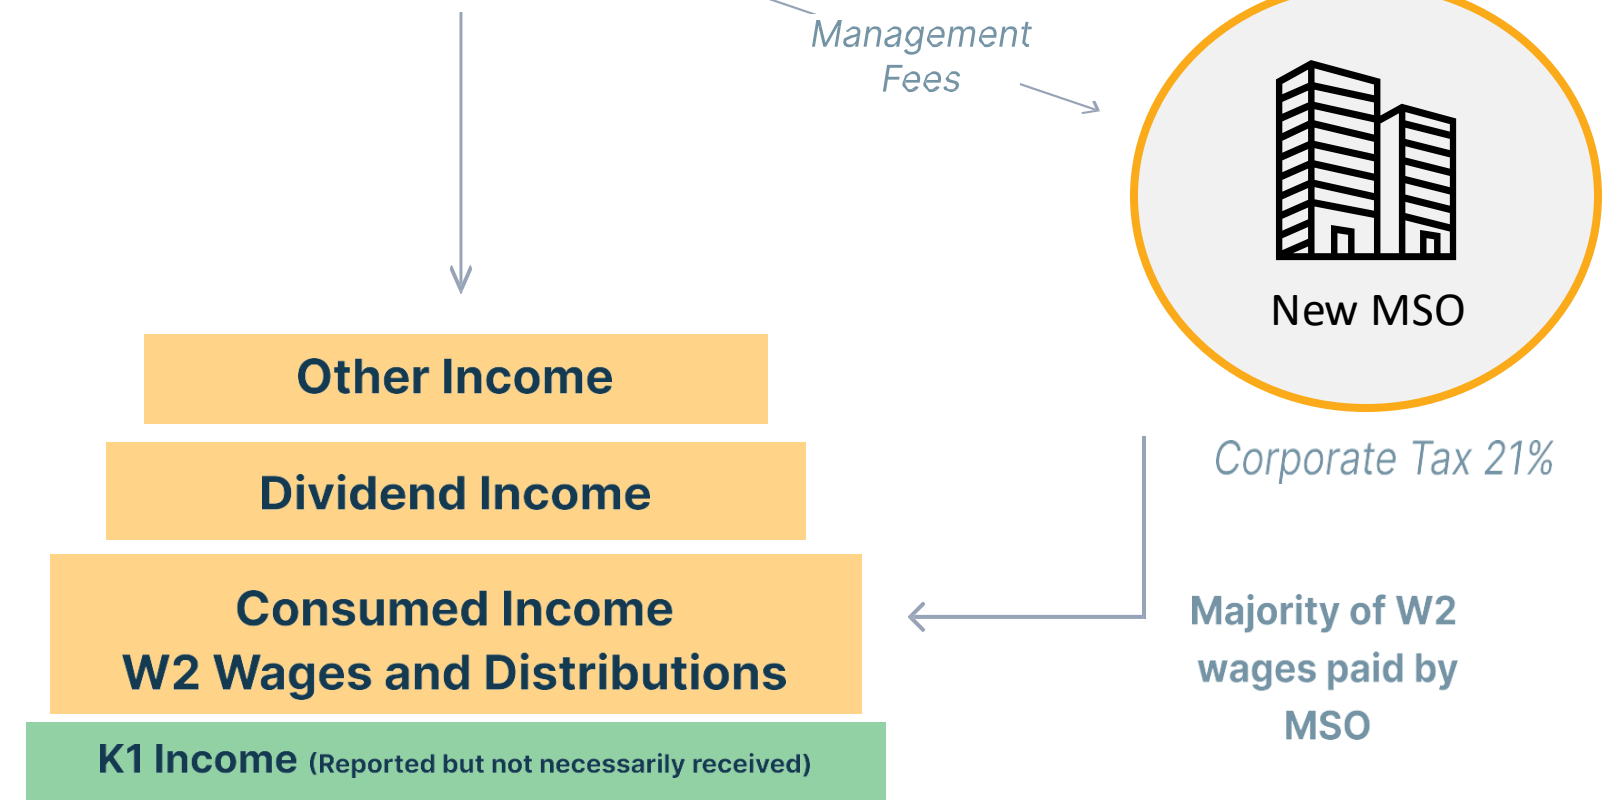 Management
Fees
New MSO
Other Income
Corporate Tax 21%
Dividend Income
Consumed Income
W2 Wages and Distributions
Majority of W2
wages paid by
MSO
K1 Income (Reported but not necessarily received)